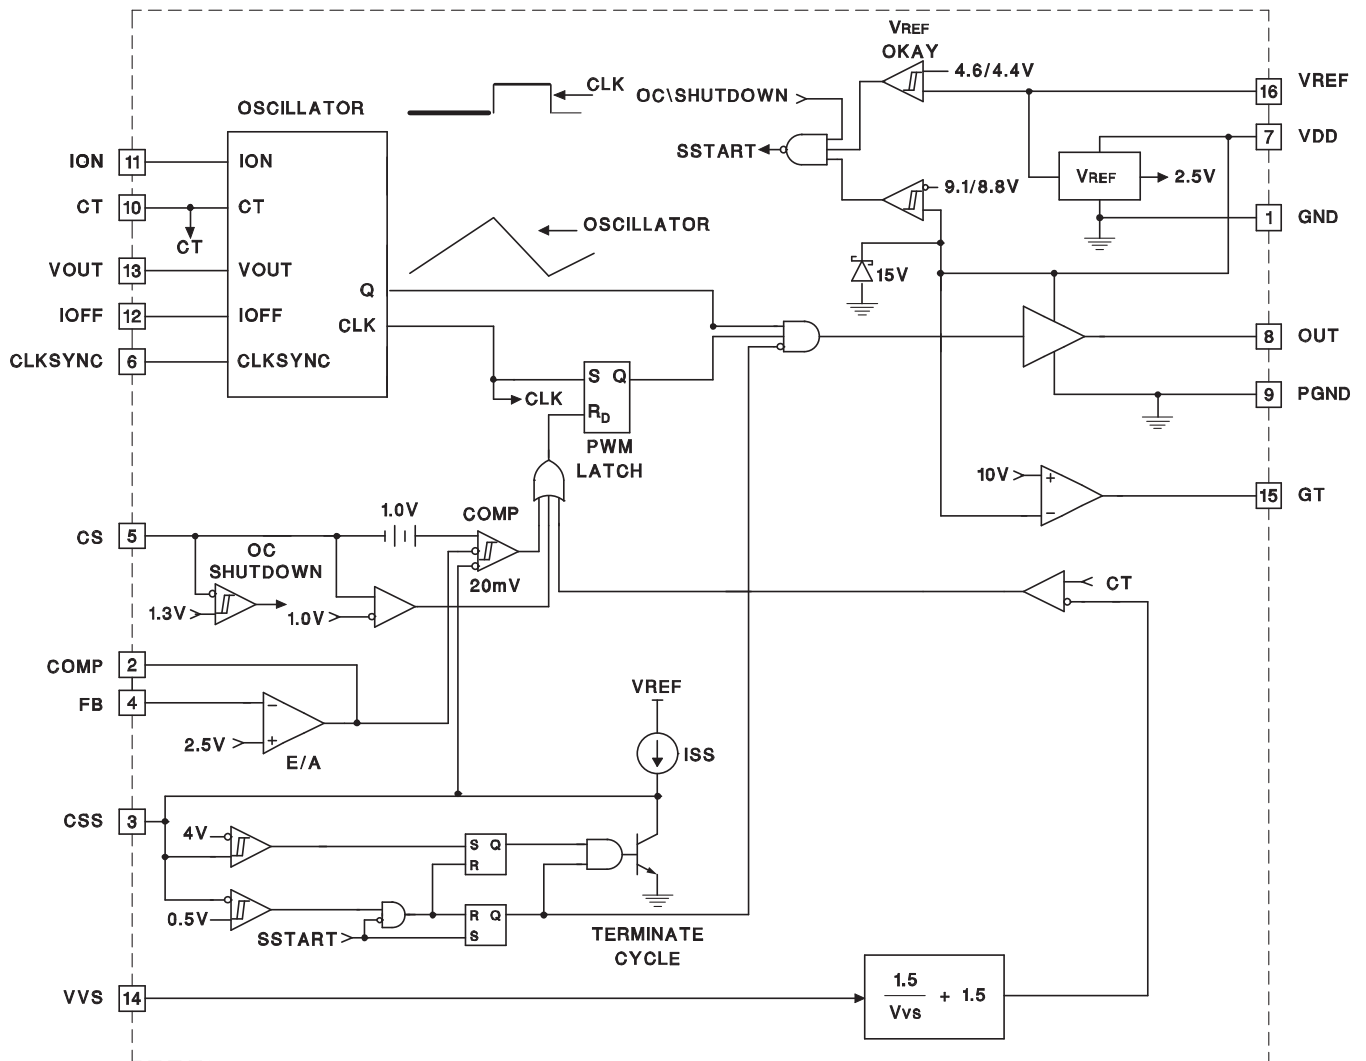 VREF
OKAY
4.6/4.4V
16
VREF
CLK
OC\SHUTDOWN
OSCILLATOR
7
VDD
SSTART
ION
11
ION
VREF
2.5V
9.1/8.8V
CT
10
CT
1
GND
CT
OSCILLATOR
VOUT
13
VOUT
15V
Q
IOFF
12
IOFF
CLK
8
OUT
CLKSYNC
6
CLKSYNC
S Q
CLK
RD
9
PGND
PWM
LATCH
10V
+
−
15
GT
1.0V
COMP
CS
5
OC
SHUTDOWN
20mV
CT
1.3V
1.0V
COMP
2
VREF
FB
4
−
2.5V
+
E/A
ISS
CSS
3
4V
S Q
R
0.5V
R Q
S
SSTART
TERMINATE
CYCLE
VVS
14
1.5
Vvs
+ 1.5